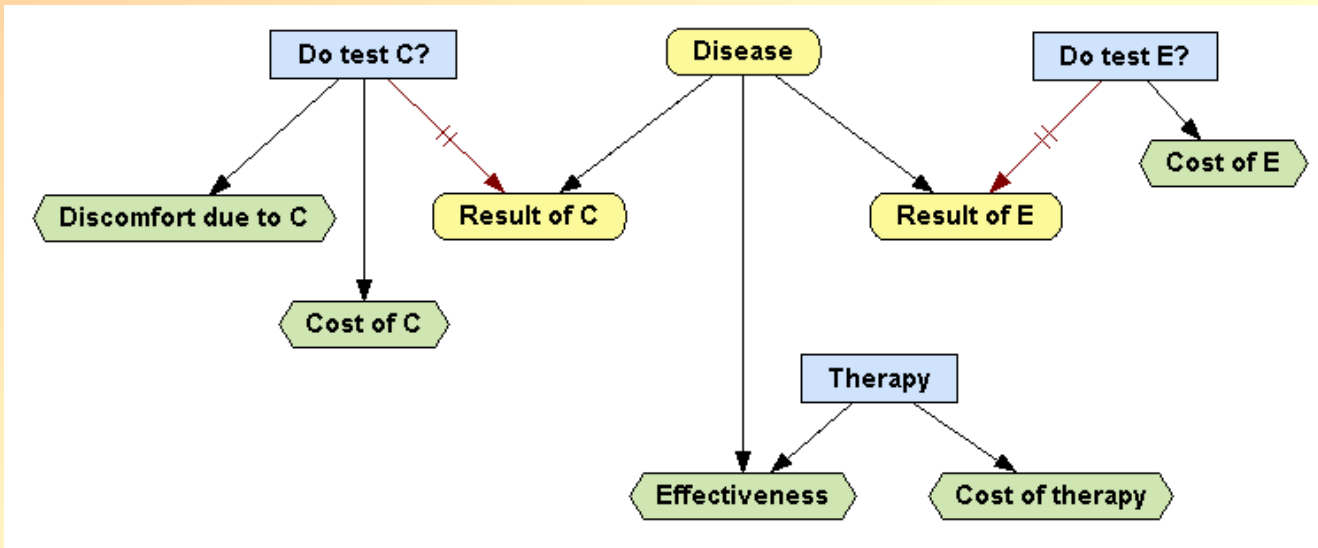 Do test C?
Disease
Do test E?
Cost of E
Discomfort due to C
Result of C
Result of E
Cost of C
Therapy
Effectiveness
Cost of therapy